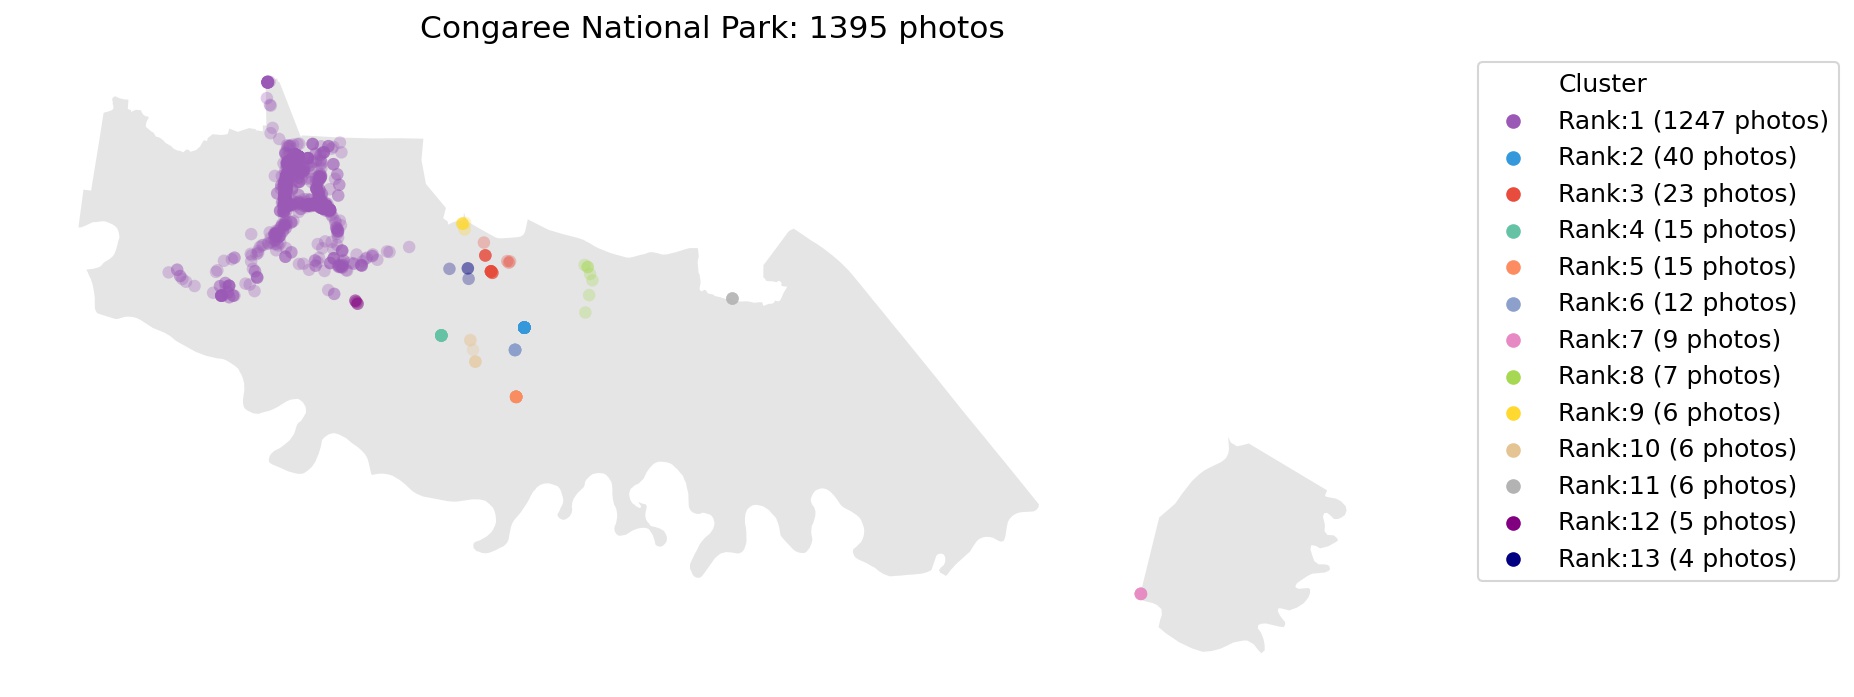 Congaree National Park: 1395 photos
Cluster
Rank:1 (1247 photos)
Rank:2 (40 photos)
Rank:3 (23 photos)
Rank:4 (15 photos)
Rank:5 (15 photos)
Rank:6 (12 photos)
Rank:7 (9 photos)
Rank:8 (7 photos)
Rank:9 (6 photos)
Rank:10 (6 photos)
Rank:11 (6 photos)
Rank:12 (5 photos)
Rank:13 (4 photos)